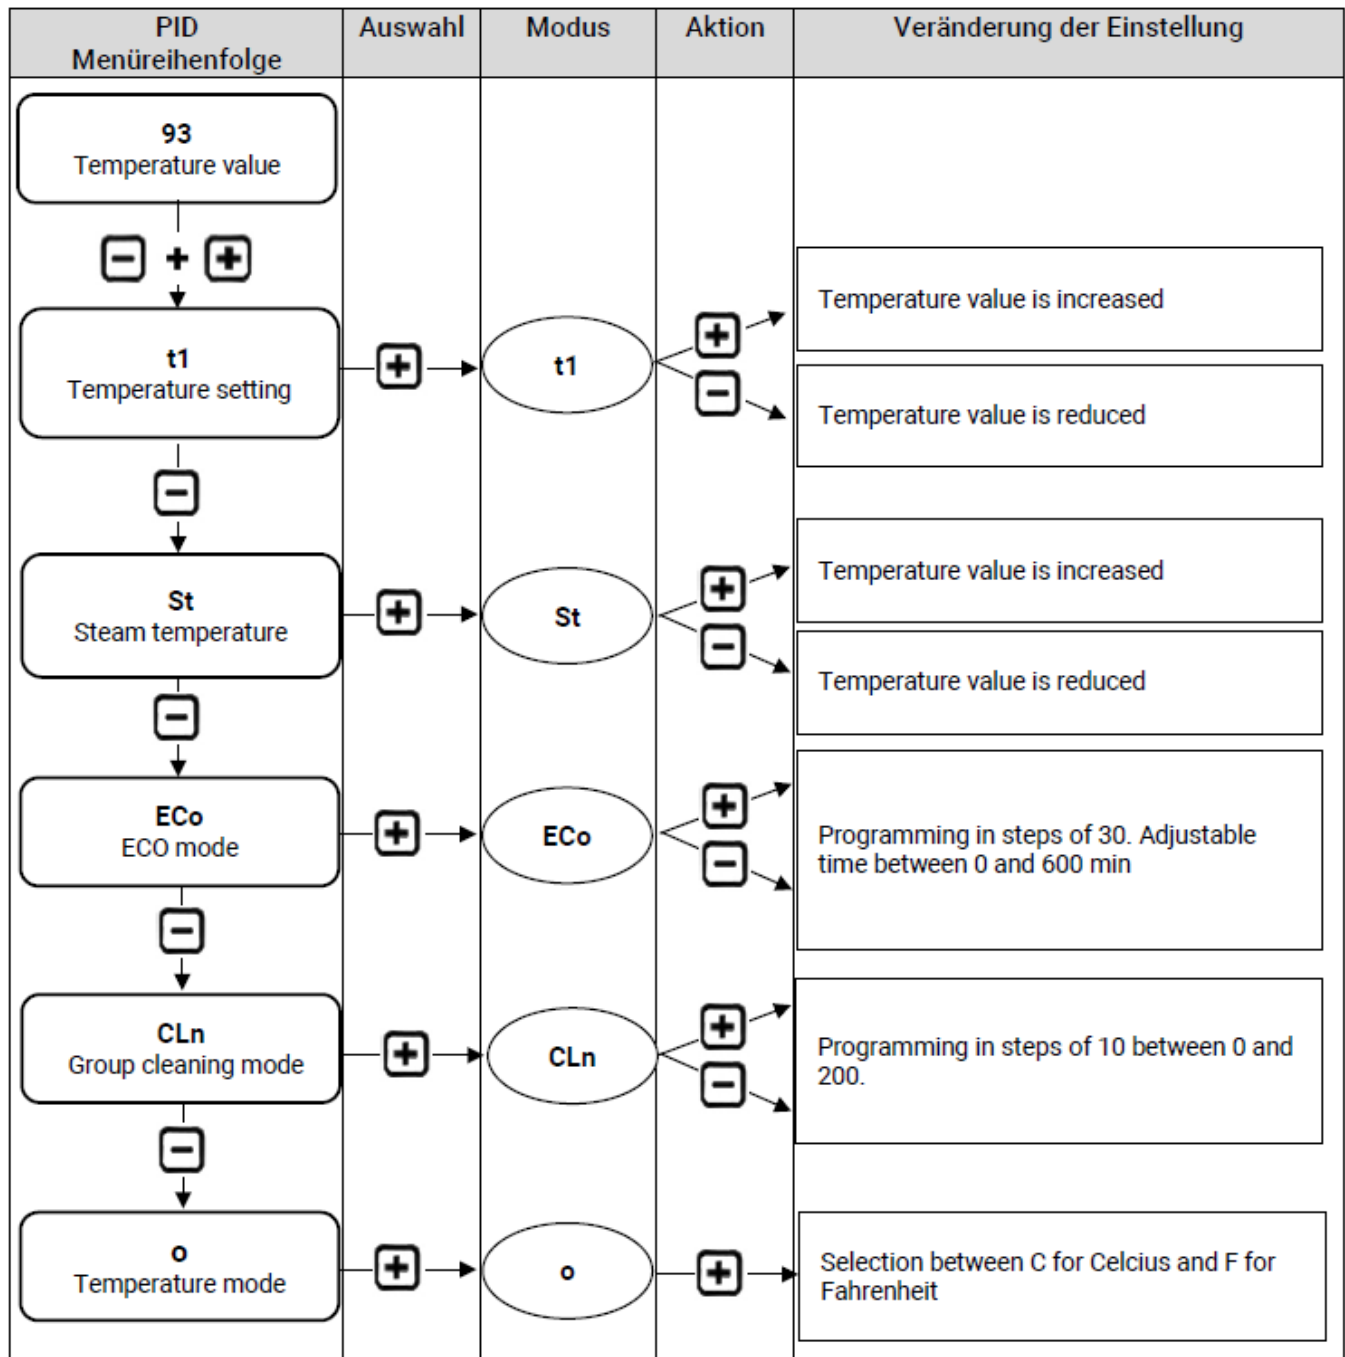 PID
Menüreihenfolge
Auswahl
Modus
Aktion
Veränderung der Einstellung
93
Temperature value
- + +
t1
Temperature setting
+
t1
+
-
Temperature value is increased
Temperature value is reduced
-
St
Steam temperature
+
St
+
-
Temperature value is increased
Temperature value is reduced
-
ECo
ECO mode
+
ECo
+
-
Programming in steps of 30. Adjustable
time between 0 and 600 min
-
CLn
Group cleaning mode
+
CLn
+
-
Programming in steps of 10 between 0 and
200.
-
o
Temperature mode
+
o
+
Selection between C for Celcius and F for
Fahrenheit